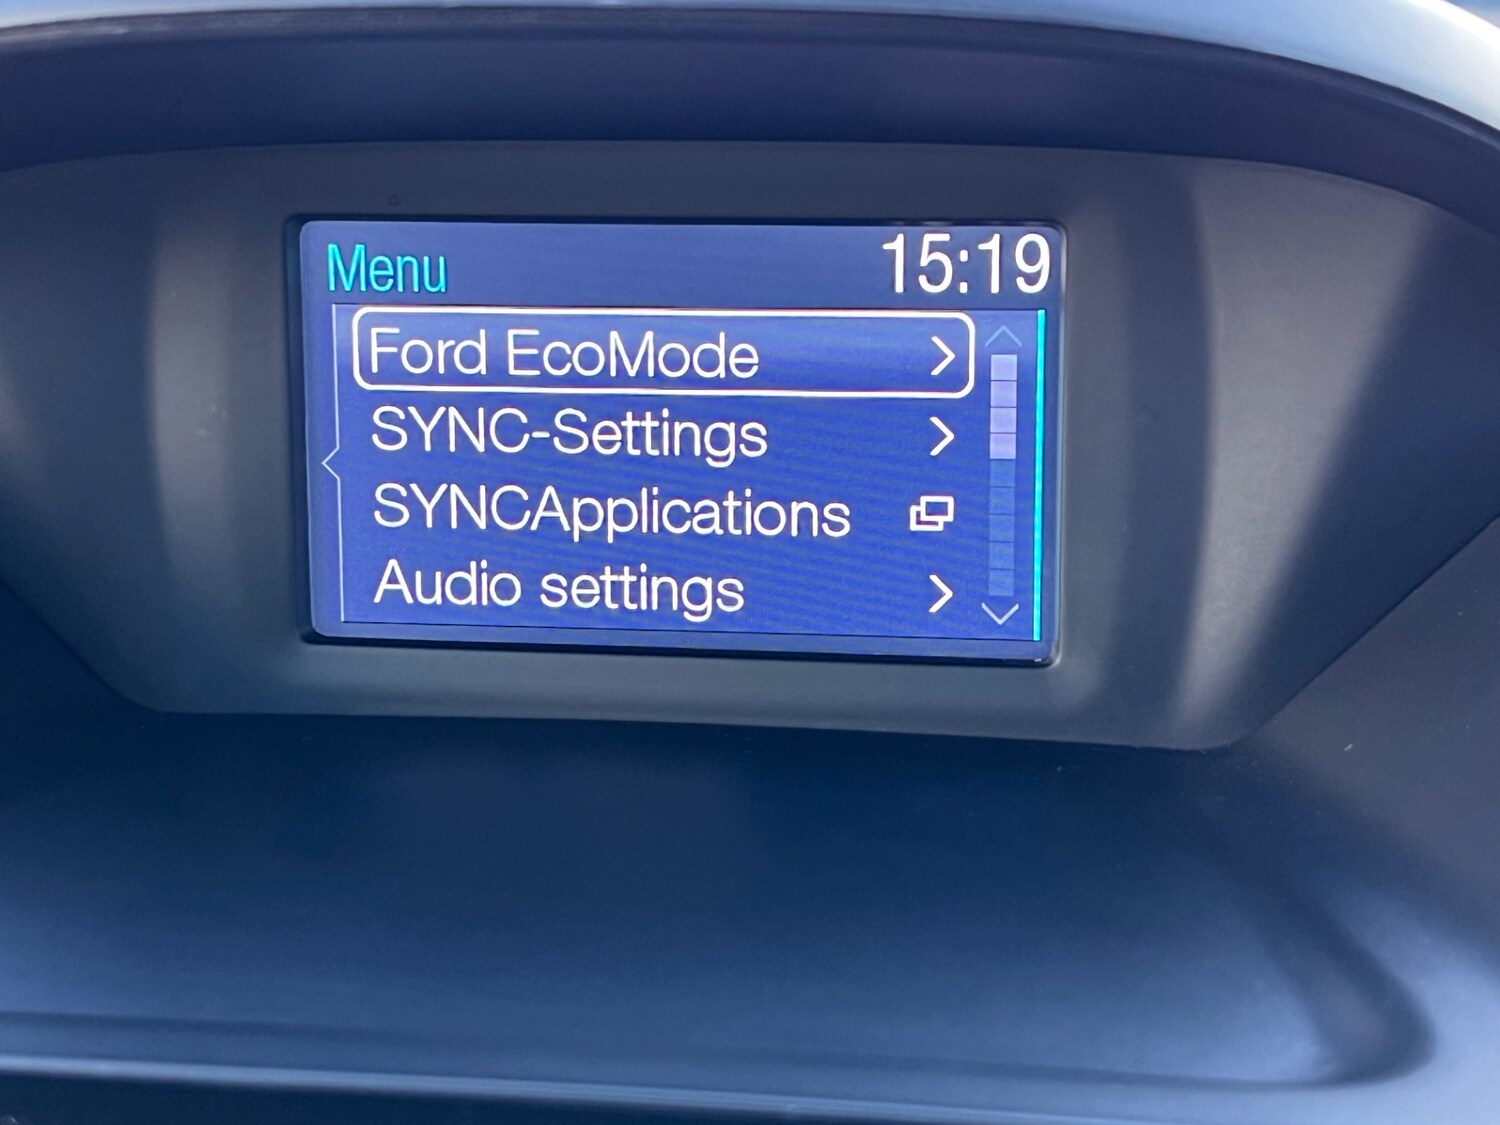 Menu 15:19
Ford EcoMode
SYNC-Settings
SYNCApplications
Audio settings